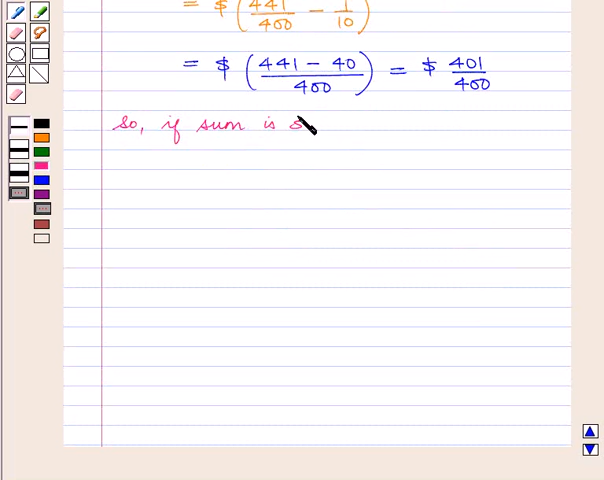 = $ (441/400 - 1/10)
= $ (441 - 40 / 400) = $ 401/400
so, if sum is